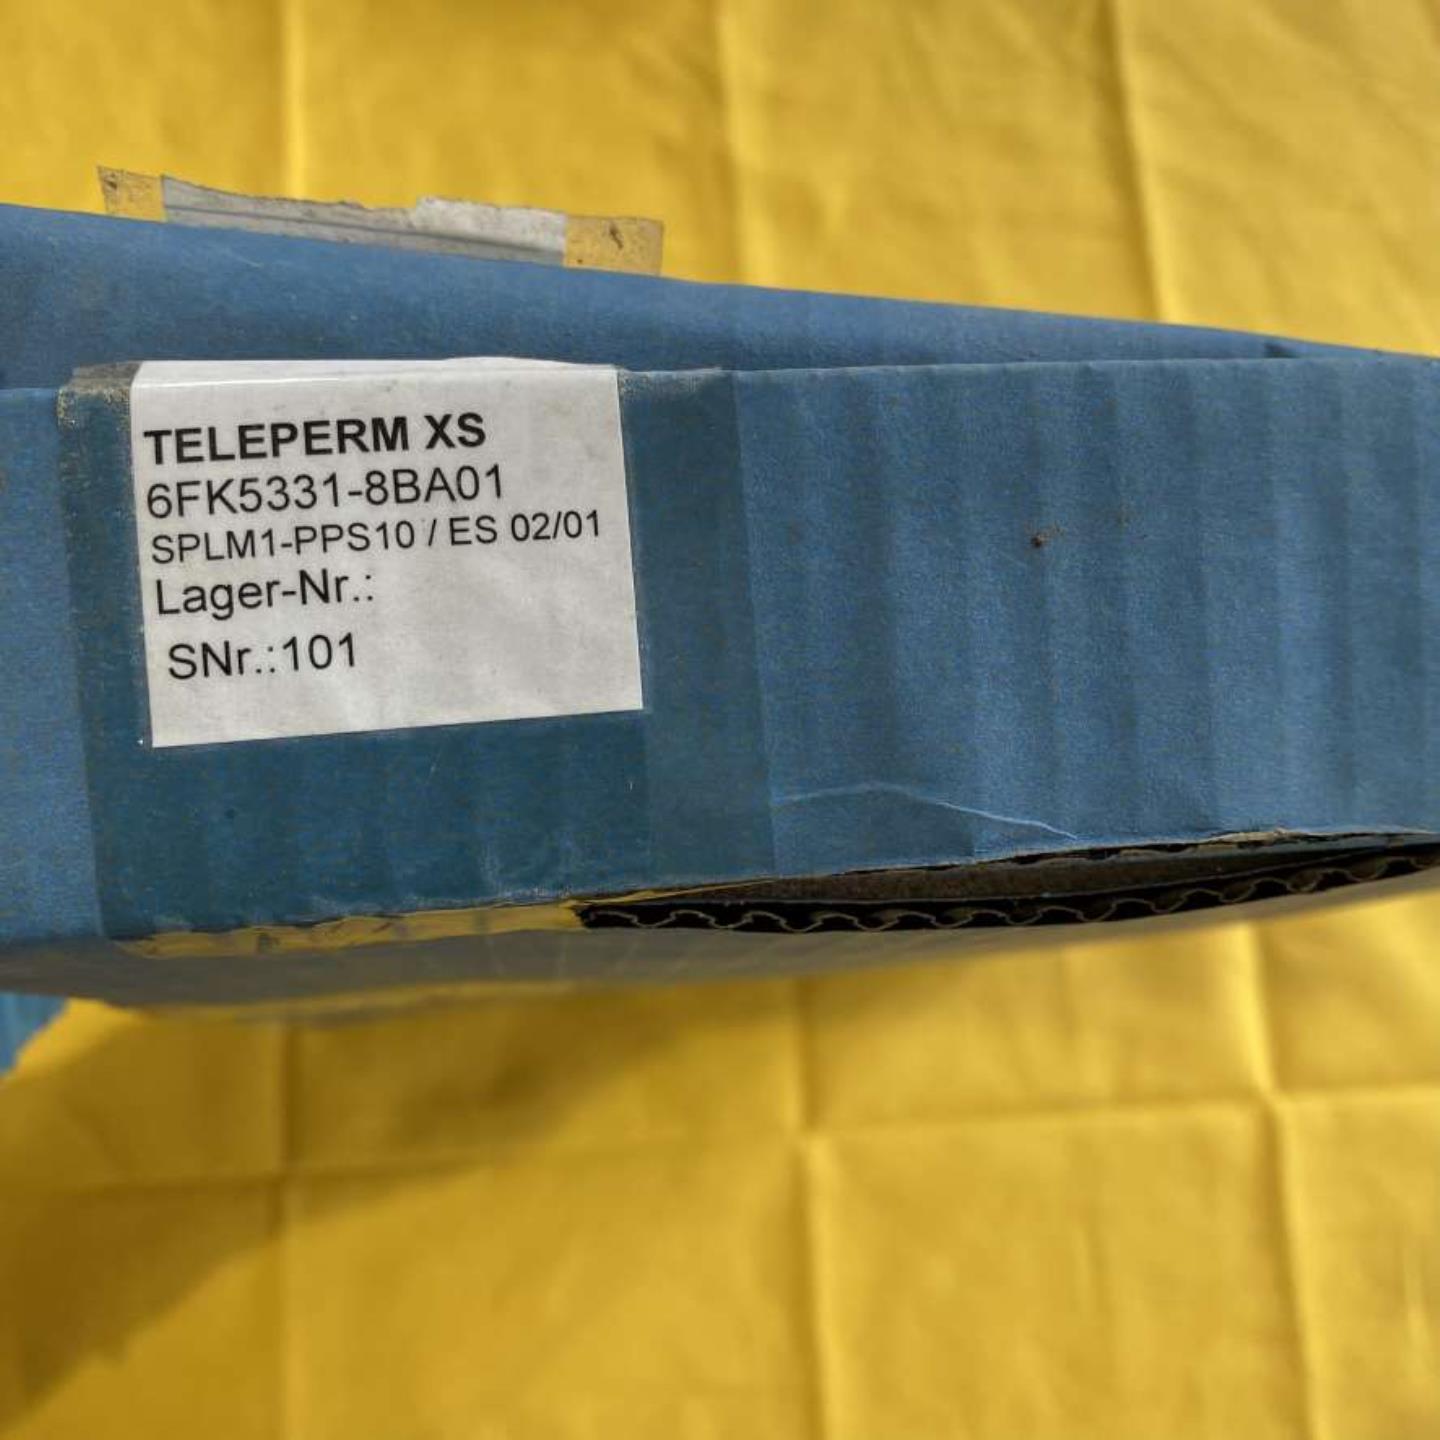 TELEPERM XS
6FK5331-8BA01
SPLM1-PPS10 / ES 02/01
Lager-Nr.:
SNr.:101